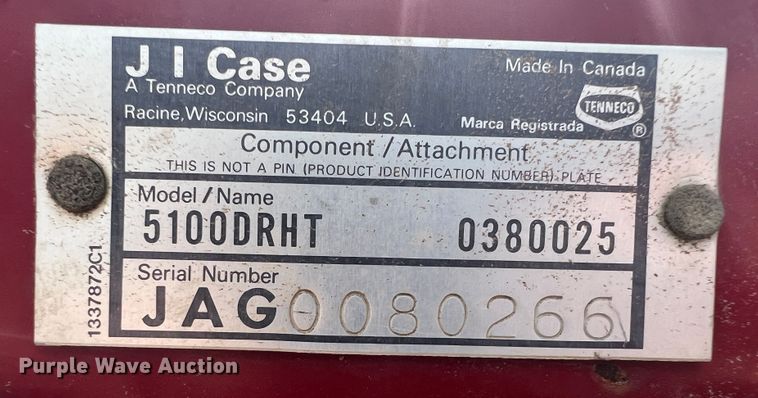 J I Case
A Tenneco Company
Racine, Wisconsin 53404 U.S.A.
Made In Canada
TENNECO
Marca Registrada ®
Component/Attachment
THIS IS NOT A PIN (PRODUCT IDENTIFICATION NUMBER) PLATE
Model/Name
5100DRHT 0380025
Serial Number
JAG0080266
1337872C1
Purple Wave Auction